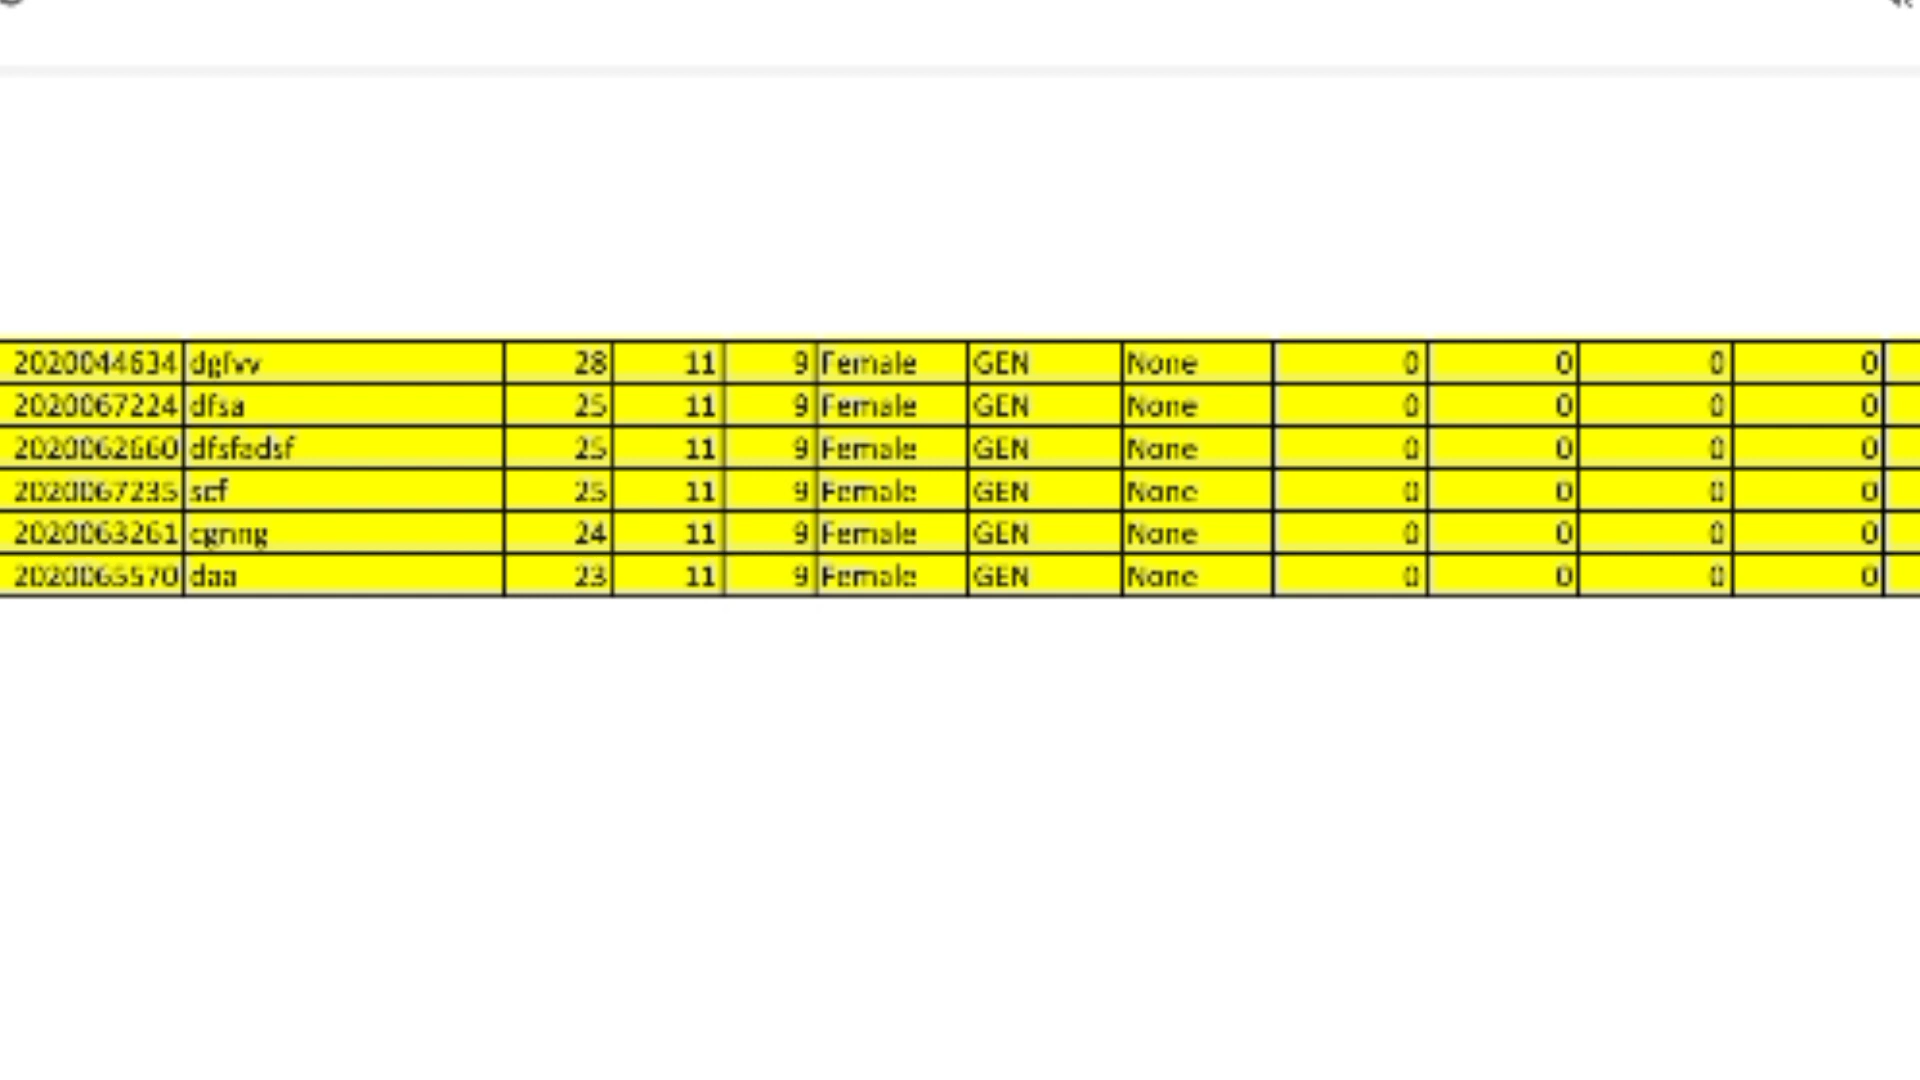 2020044634 dgfvv 28 11 9 Female GEN None 0 0 0 0
2020067224 dfsa 25 11 9 Female GEN None 0 0 0 0
2020062660 dfsfadsf 25 11 9 Female GEN None 0 0 0 0
2020067235 scf 25 11 9 Female GEN None 0 0 0 0
2020063261 cgnng 24 11 9 Female GEN None 0 0 0 0
2020065570 daa 23 11 9 Female GEN None 0 0 0 0